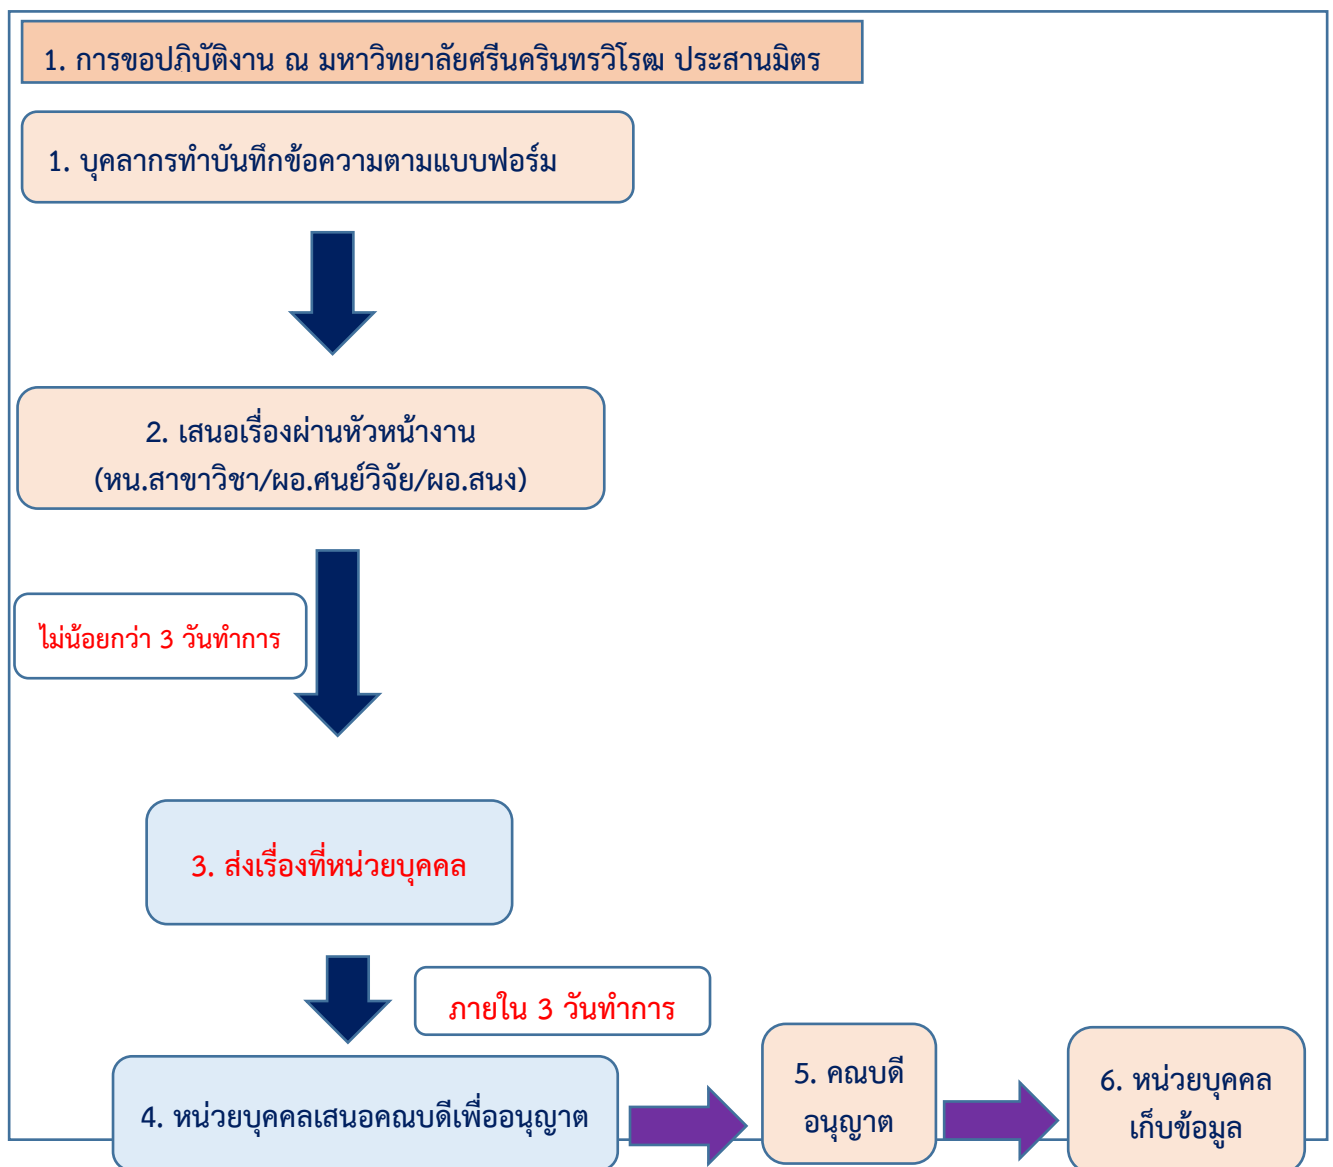 1. การขอปฏิบัติงาน ณ มหาวิทยาลัยศรีนครินทรวิโรฒ ประสานมิตร
1. บุคลากรทำบันทึกข้อความตามแบบฟอร์ม
2. เสนอเรื่องผ่านหัวหน้างาน
(หน.สาขาวิชา/ผอ.ศนย์วิจัย/ผอ.สนง)
ไม่น้อยกว่า 3 วันทำการ
3. ส่งเรื่องที่หน่วยบุคคล
ภายใน 3 วันทำการ
4. หน่วยบุคคลเสนอคณบดีเพื่ออนุญาต
5. คณบดี
อนุญาต
6. หน่วยบุคคล
เก็บข้อมูล